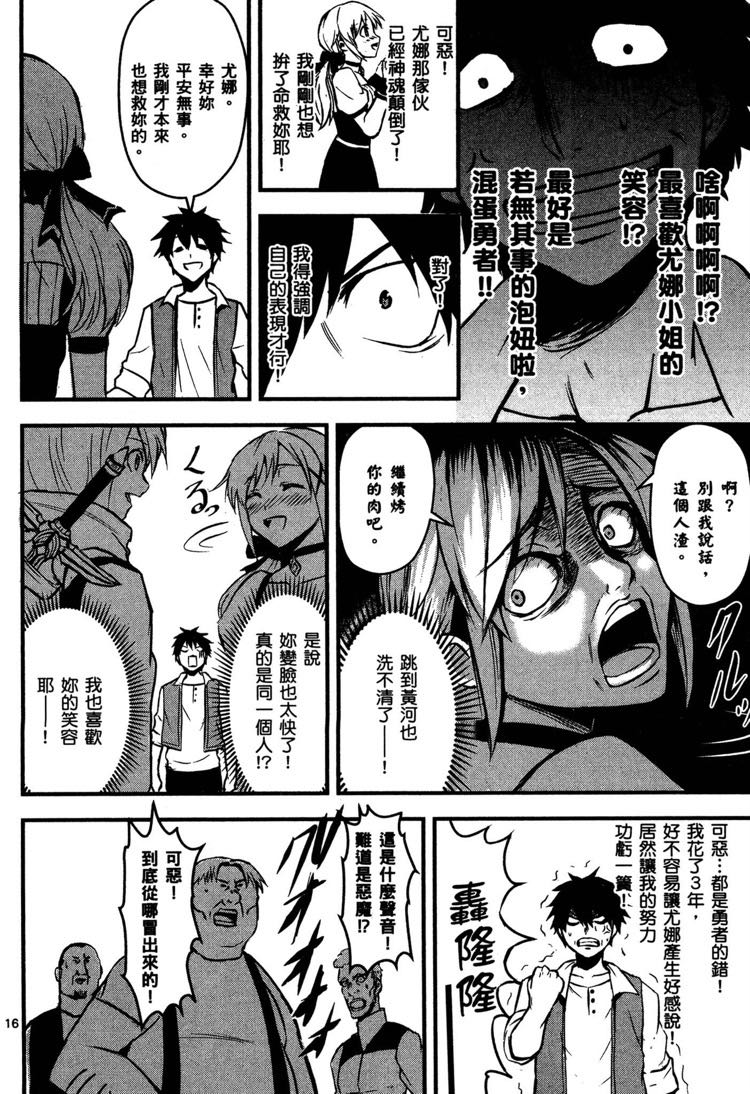 啥啊啊啊啊!?
最喜歡尤娜小姐的
笑容!?
最好是
若無其事的泡妞啦，
混蛋勇者!!
可惡！
尤娜那傢伙
已經神魂顛倒了！
我剛剛也想
拚了命救妳耶！
對了！
我得強調
自己的表現才行！
尤娜。
幸好妳
平安無事。
我剛才本來
也想救妳的。
啊？
別跟我說話，
這個人渣。
繼續烤
你的肉吧。
跳到黃河也
洗不清了──！
グルッ
くるっ
是說
妳變臉也太快了！
真的是同一個人!?
我也喜歡
妳的笑容
耶──！
可惡…都是勇者的錯！
我花了3年，
好不容易讓尤娜產生好感說！
居然讓我的努力
功虧一簣！
轟隆隆
這是什麼聲音！
難道是惡魔!?
可惡！
到底從哪冒出來的！
16